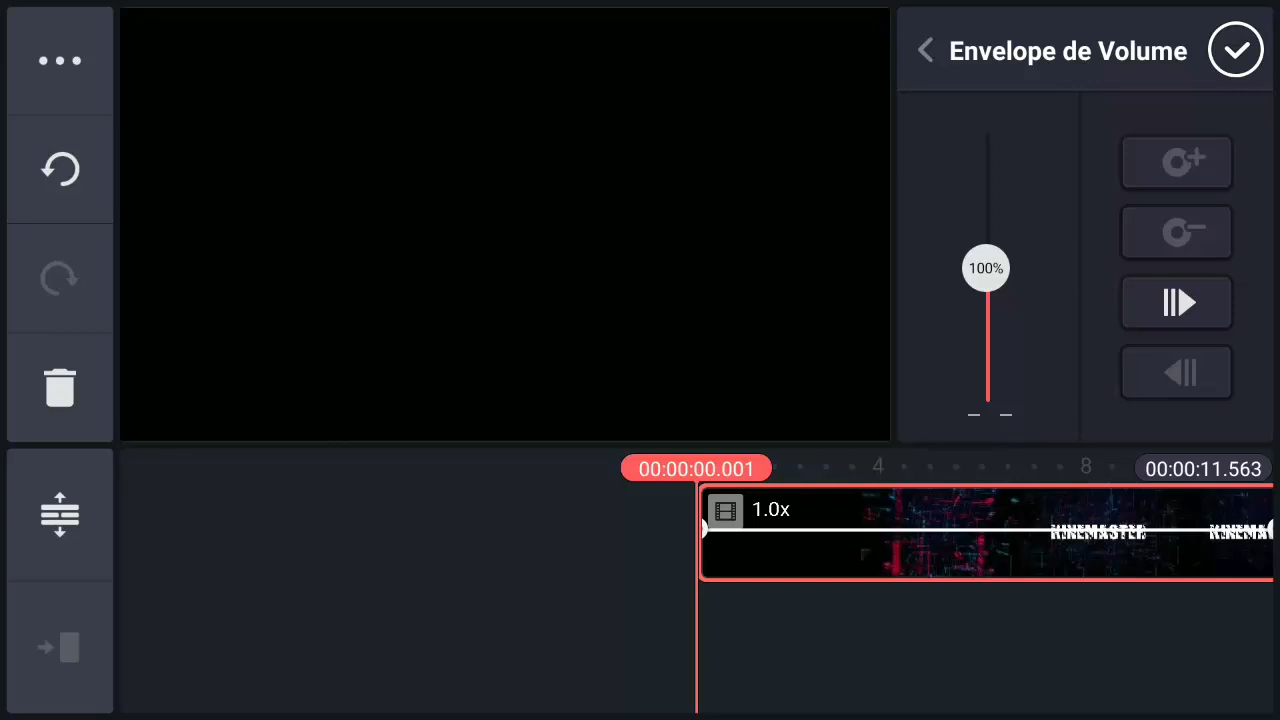 Envelope de Volume
100%
00:00:00.001
4
8
00:00:11.563
1.0x
KINEMASTER
KINEMA